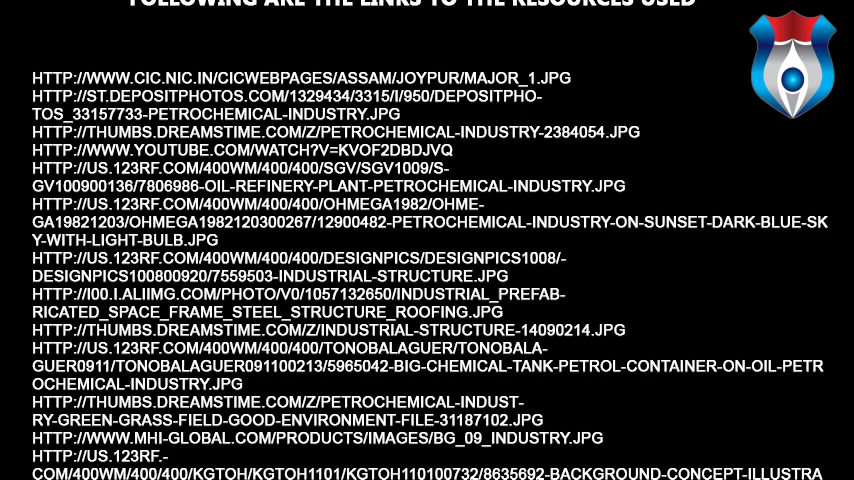 FOLLOWING ARE THE LINKS TO THE RESOURCES USED
HTTP://WWW.CIC.NIC.IN/CICWEBPAGES/ASSAM/JOYPUR/MAJOR_1.JPG
HTTP://ST.DEPOSITPHOTOS.COM/1329434/3315/I/950/DEPOSITPHO-
TOS_33157733-PETROCHEMICAL-INDUSTRY.JPG
HTTP://THUMBS.DREAMSTIME.COM/Z/PETROCHEMICAL-INDUSTRY-2384054.JPG
HTTP://WWW.YOUTUBE.COM/WATCH?V=KVOF2DBDJVQ
HTTP://US.123RF.COM/400WM/400/400/SGV/SGV1009/S-
GV100900136/7806986-OIL-REFINERY-PLANT-PETROCHEMICAL-INDUSTRY.JPG
HTTP://US.123RF.COM/400WM/400/400/OHMEGA1982/OHME-
GA19821203/OHMEGA1982120300267/12900482-PETROCHEMICAL-INDUSTRY-ON-SUNSET-DARK-BLUE-SK
Y-WITH-LIGHT-BULB.JPG
HTTP://US.123RF.COM/400WM/400/400/DESIGNPICS/DESIGNPICS1008/-
DESIGNPICS100800920/7559503-INDUSTRIAL-STRUCTURE.JPG
HTTP://I00.I.ALIIMG.COM/PHOTO/V0/1057132650/INDUSTRIAL_PREFAB-
RICATED_SPACE_FRAME_STEEL_STRUCTURE_ROOFING.JPG
HTTP://THUMBS.DREAMSTIME.COM/Z/INDUSTRIAL-STRUCTURE-14090214.JPG
HTTP://US.123RF.COM/400WM/400/400/TONOBALAGUER/TONOBALA-
GUER0911/TONOBALAGUER091100213/5965042-BIG-CHEMICAL-TANK-PETROL-CONTAINER-ON-OIL-PETR
OCHEMICAL-INDUSTRY.JPG
HTTP://THUMBS.DREAMSTIME.COM/Z/PETROCHEMICAL-INDUST-
RY-GREEN-GRASS-FIELD-GOOD-ENVIRONMENT-FILE-31187102.JPG
HTTP://WWW.MHI-GLOBAL.COM/PRODUCTS/IMAGES/BG_09_INDUSTRY.JPG
HTTP://US.123RF.-
COM/400WM/400/400/KGTOH/KGTOH1101/KGTOH110100732/8635692-BACKGROUND-CONCEPT-ILLUSTRA